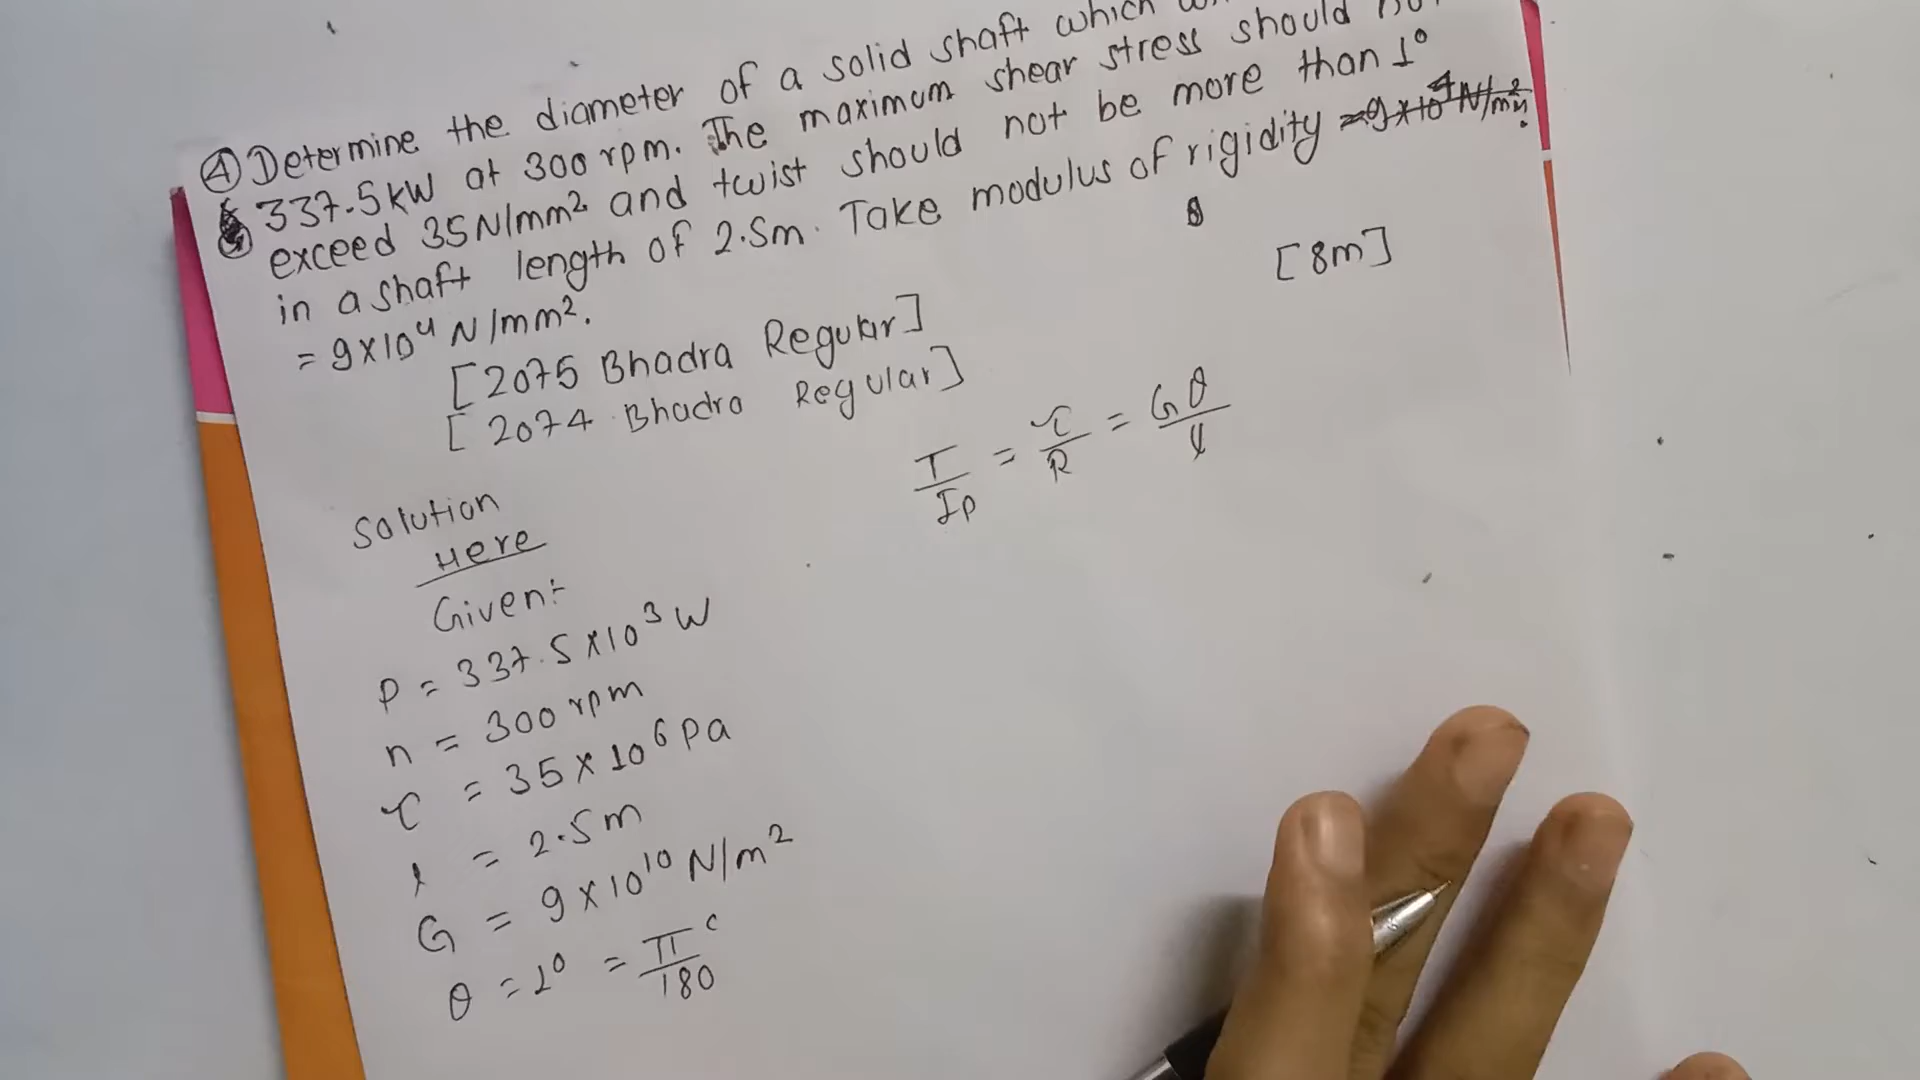 ④ Determine the diameter of a solid shaft which
337.5kW at 300 rpm. The maximum shear stress should
exceed 35N/mm² and twist should not be more than 1°
in a shaft length of 2.5m. Take modulus of rigidity =9×10⁴N/mm².
= 9×10⁴ N/mm².
[8m]
[2075 Bhadra Regular]
[2074 Bhadra Regular]
T/Ip = τ/R = Gθ/l
Solution
Here
Given:-
P = 337.5×10³ W
n = 300 rpm
τ = 35×10⁶ Pa
l = 2.5m
G = 9×10¹⁰ N/m²
θ = 1° = π/180 ᶜ